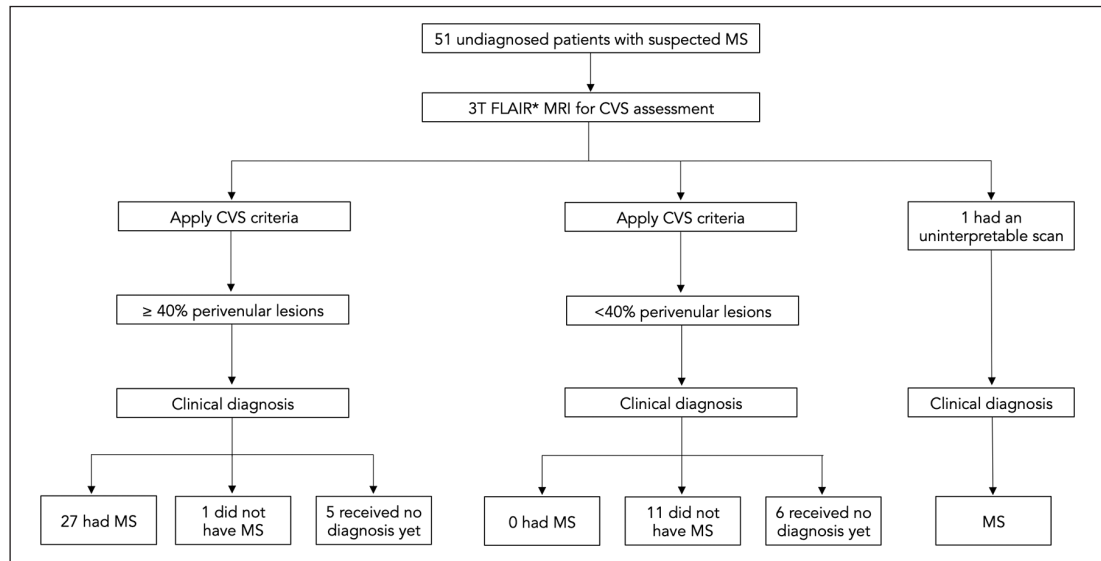 51 undiagnosed patients with suspected MS
3T FLAIR* MRI for CVS assessment
Apply CVS criteria
Apply CVS criteria
1 had an
uninterpretable scan
≥ 40% perivenular lesions
<40% perivenular lesions
Clinical diagnosis
Clinical diagnosis
Clinical diagnosis
27 had MS
1 did not
have MS
5 received no
diagnosis yet
0 had MS
11 did not
have MS
6 received no
diagnosis yet
MS